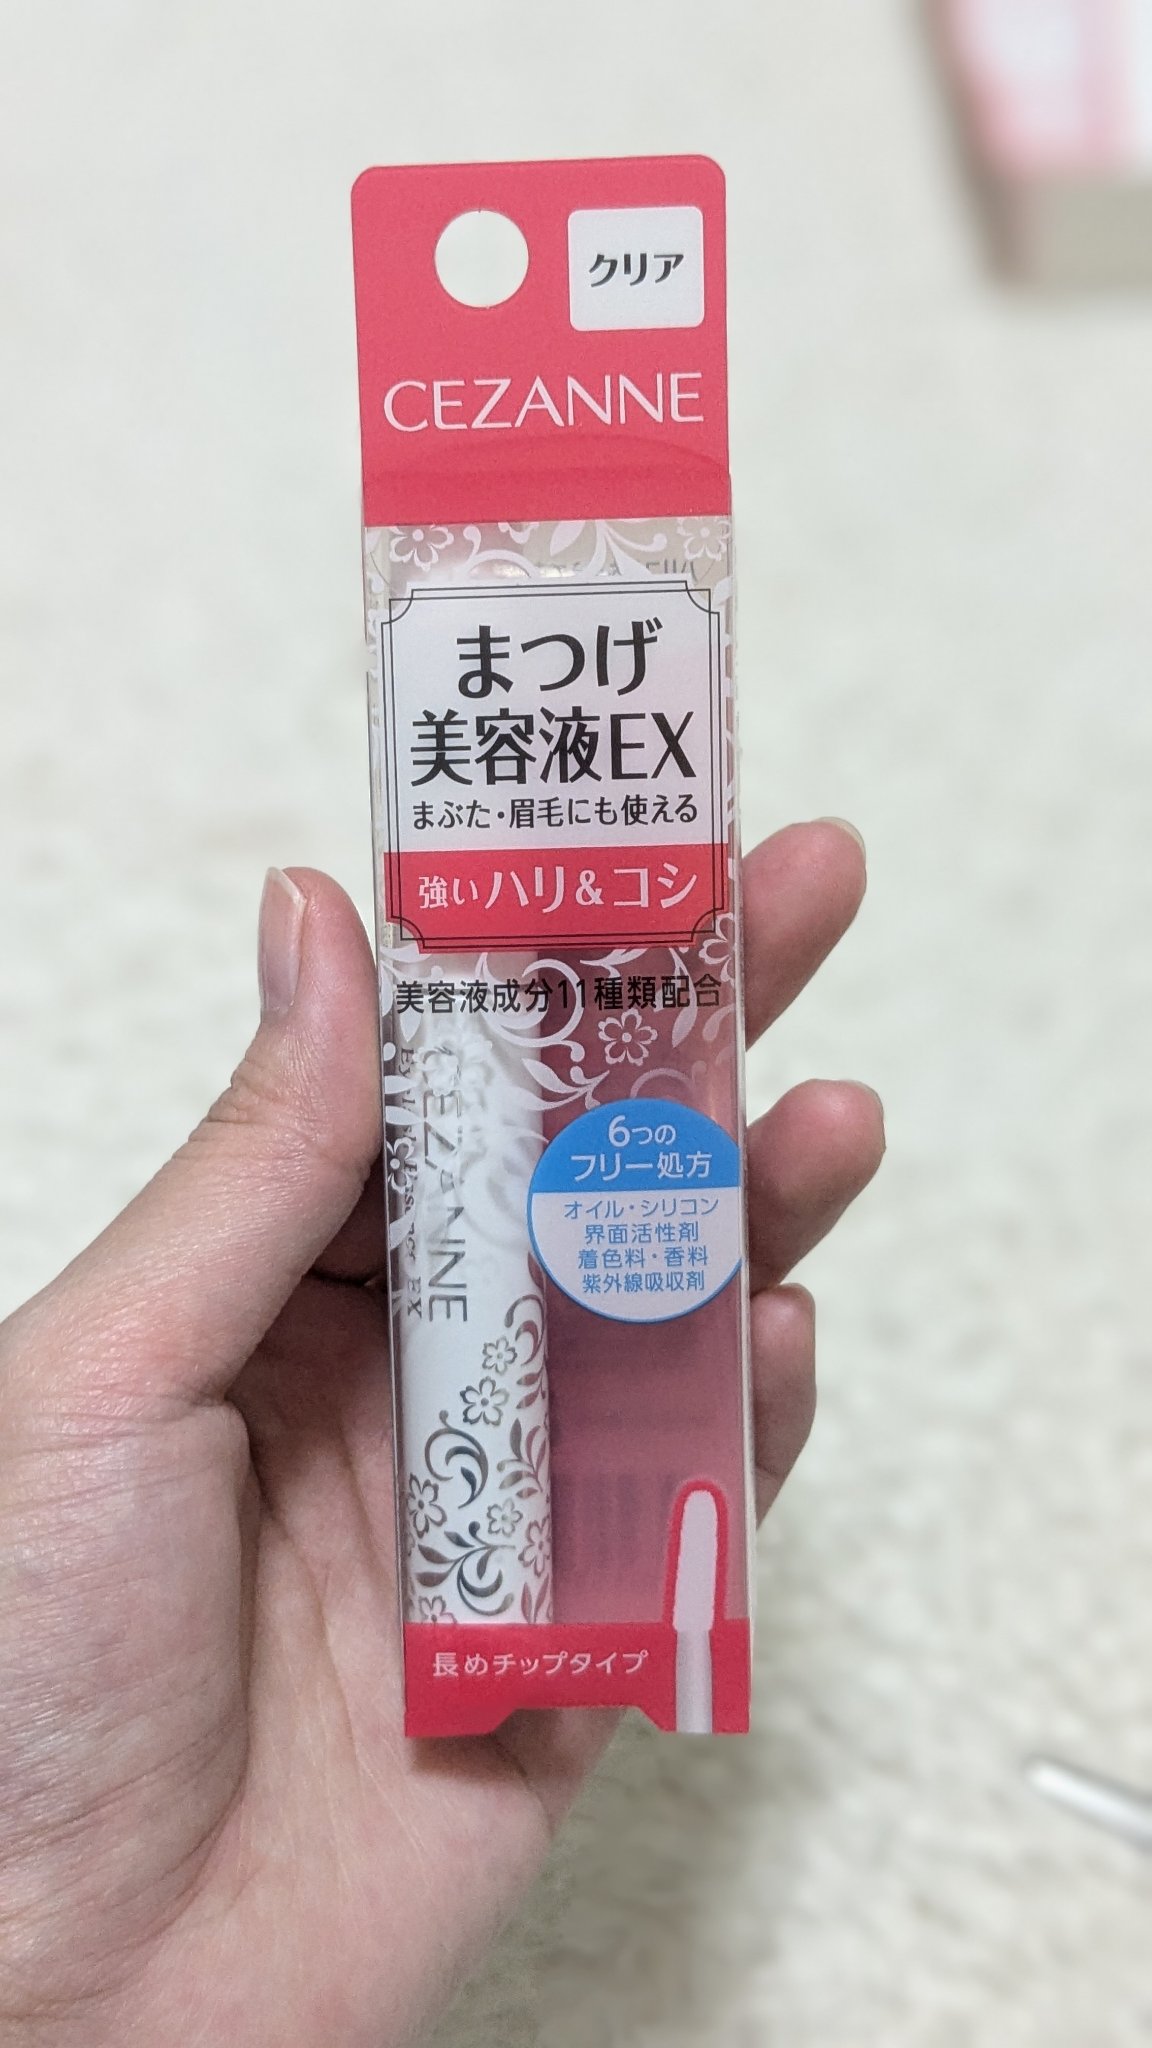 クリア
CEZANNE
まつげ
美容液EX
まぶた・眉毛にも使える
強いハリ&コシ
美容液成分11種類配合
CEZANNE
EX
6つの
フリー処方
オイル・シリコン
界面活性剤
着色料・香料
紫外線吸収剤
長めチップタイプ